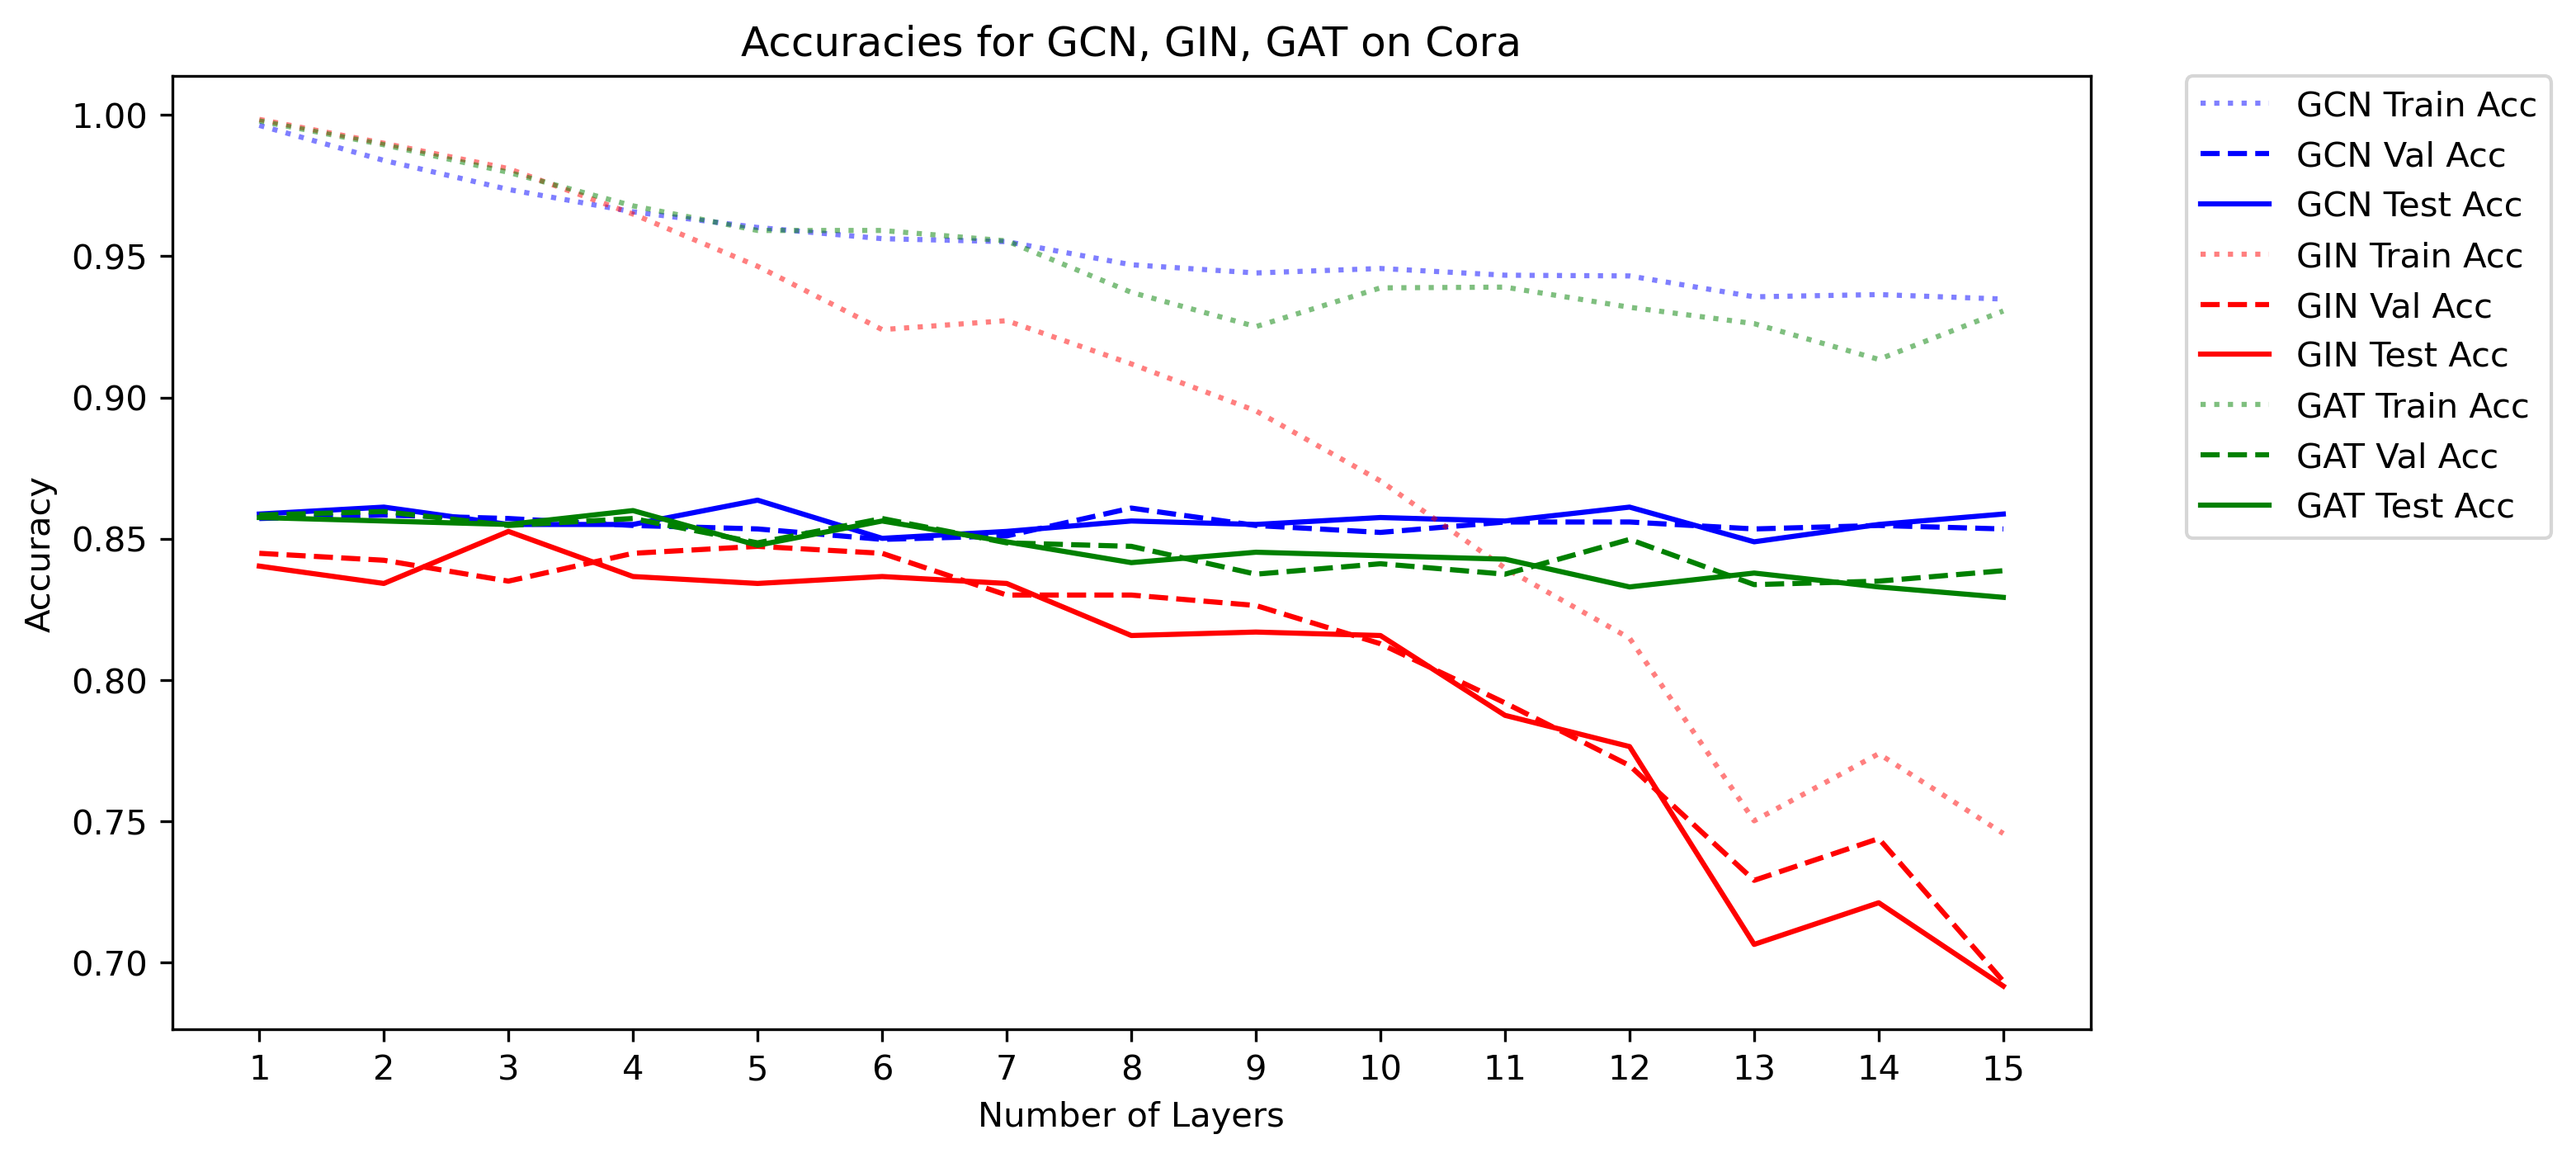 Accuracies for GCN, GIN, GAT on Cora
Accuracy
1.00
0.95
0.90
0.85
0.80
0.75
0.70
1 2 3 4 5 6 7 8 9 10 11 12 13 14 15
Number of Layers
GCN Train Acc
GCN Val Acc
GCN Test Acc
GIN Train Acc
GIN Val Acc
GIN Test Acc
GAT Train Acc
GAT Val Acc
GAT Test Acc